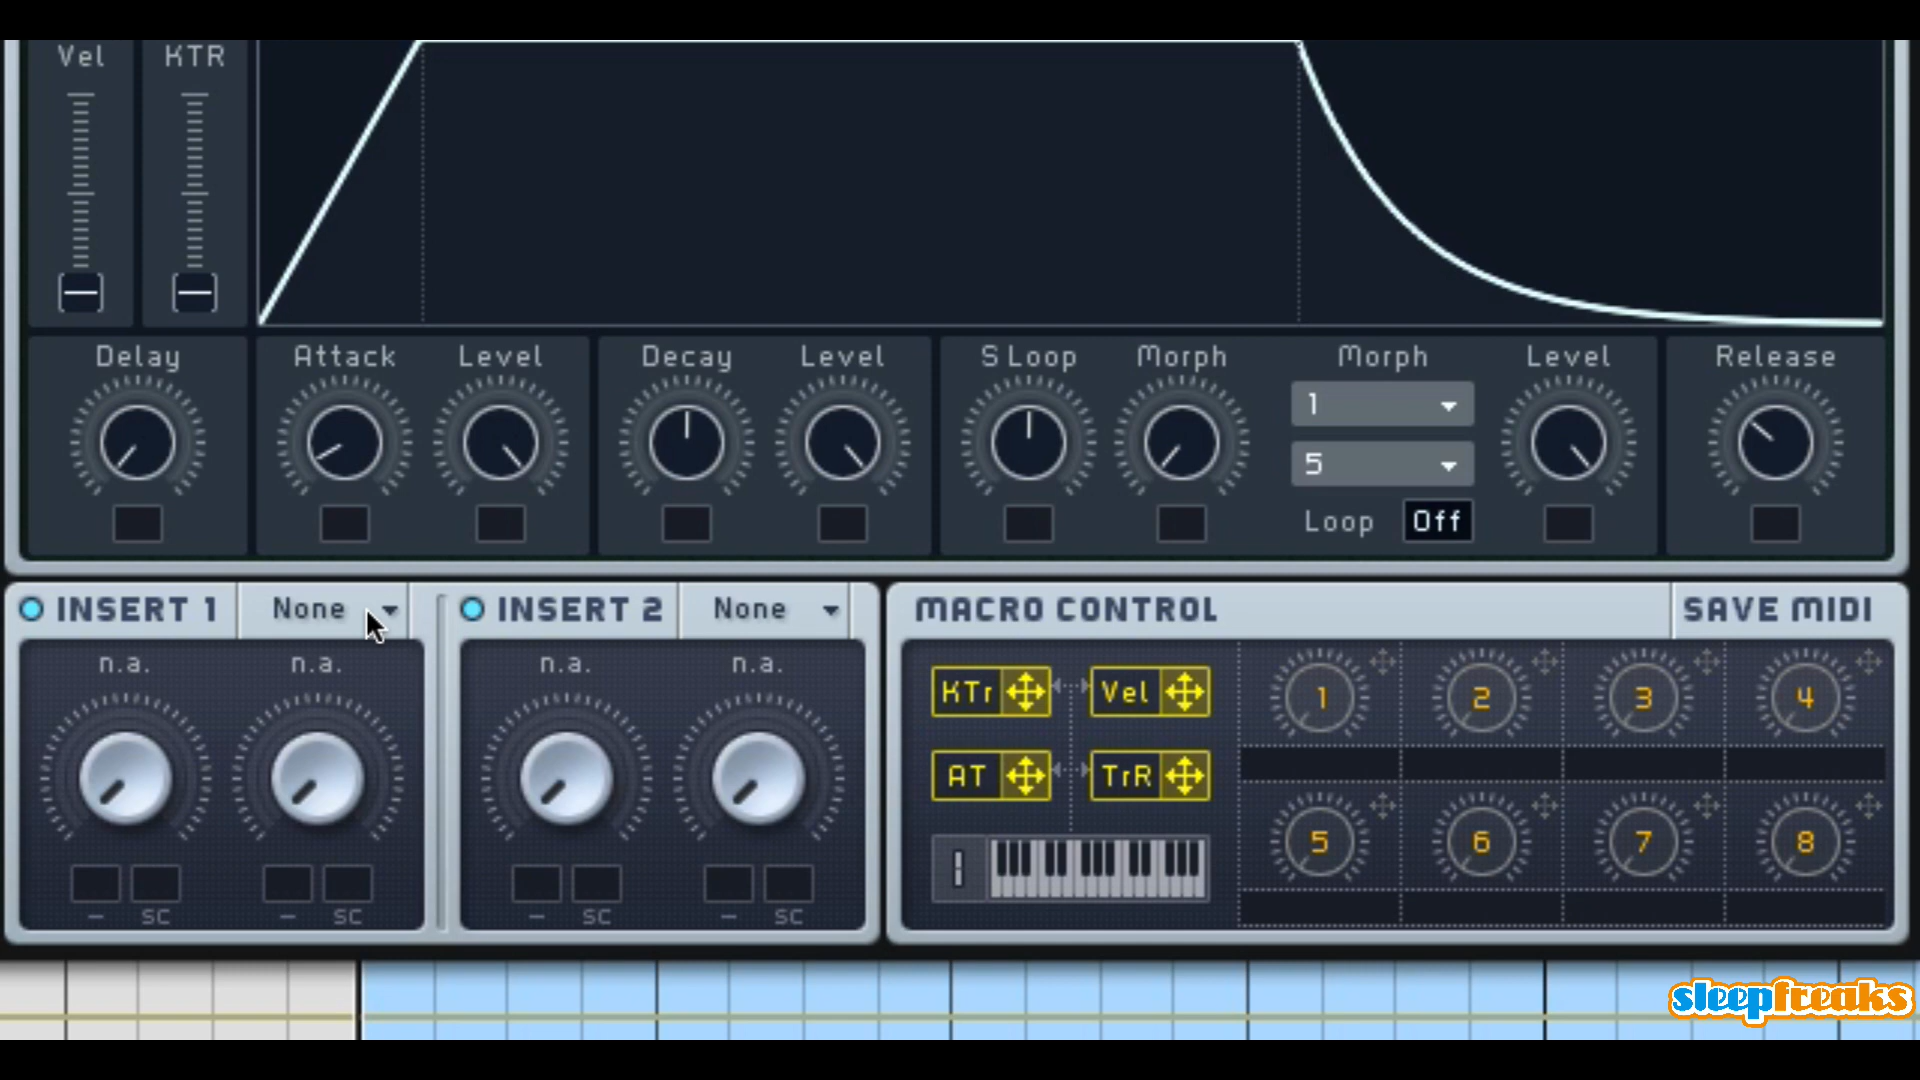 Vel KTR
Delay Attack Level Decay Level S Loop Morph Morph Level Release
1
5
Loop Off
INSERT 1 None INSERT 2 None MACRO CONTROL SAVE MIDI
n.a. n.a. n.a. n.a.
KTr Vel 1 2 3 4
AT TrR
5 6 7 8
– SC – SC – SC – SC
sleepfreaks